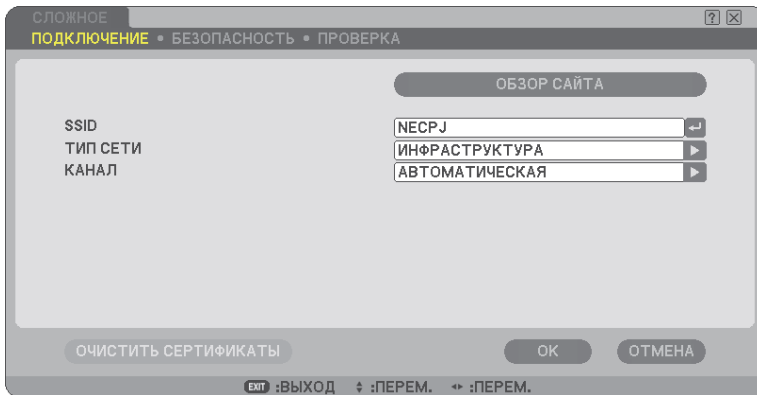 СЛОЖНОЕ
ПОДКЛЮЧЕНИЕ • БЕЗОПАСНОСТЬ • ПРОВЕРКА
ОБЗОР САЙТА
SSID NECPJ
ТИП СЕТИ ИНФРАСТРУКТУРА
КАНАЛ АВТОМАТИЧЕСКАЯ
ОЧИСТИТЬ СЕРТИФИКАТЫ OK ОТМЕНА
EXIT :ВЫХОД :ПЕРЕМ. :ПЕРЕМ.